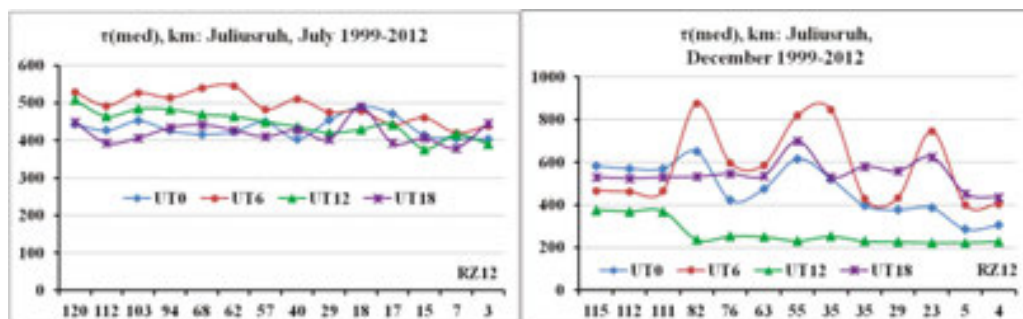 τ(med), km: Juliusruh, July 1999-2012
600
500
400
300
200
100
0
UT0 UT6 UT12 UT18
RZ12
120 112 103 94 68 62 57 40 29 18 17 15 7 3
τ(med), km: Juliusruh,
December 1999-2012
1000
800
600
400
200
0
UT0 UT6 UT12 UT18
RZ12
115 112 111 82 76 63 55 35 35 29 23 5 4